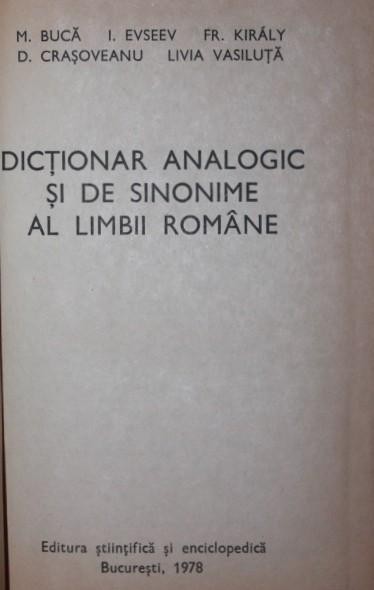 M. BUCĂ I. EVSEEV FR. KIRÁLY
D. CRAȘOVEANU LIVIA VASILUȚĂ
DICȚIONAR ANALOGIC
ȘI DE SINONIME
AL LIMBII ROMÂNE
Editura științifică și enciclopedică
București, 1978